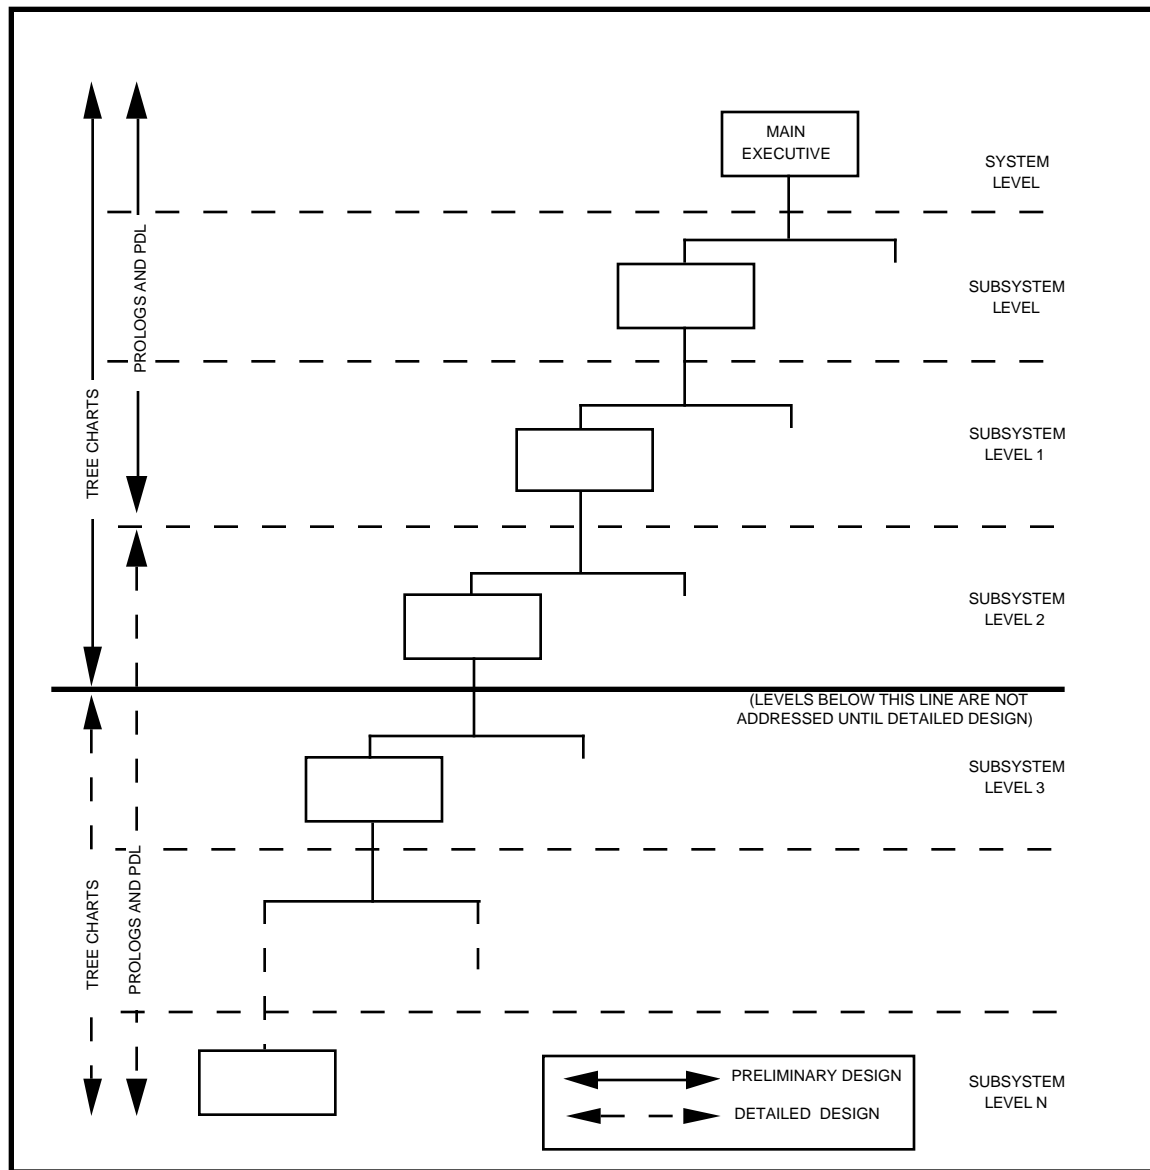 MAIN
EXECUTIVE
SYSTEM
LEVEL
PROLOGS AND PDL
SUBSYSTEM
LEVEL
TREE CHARTS
SUBSYSTEM
LEVEL 1
SUBSYSTEM
LEVEL 2
(LEVELS BELOW THIS LINE ARE NOT
ADDRESSED UNTIL DETAILED DESIGN)
SUBSYSTEM
LEVEL 3
TREE CHARTS
PROLOGS AND PDL
PRELIMINARY DESIGN
DETAILED DESIGN
SUBSYSTEM
LEVEL N